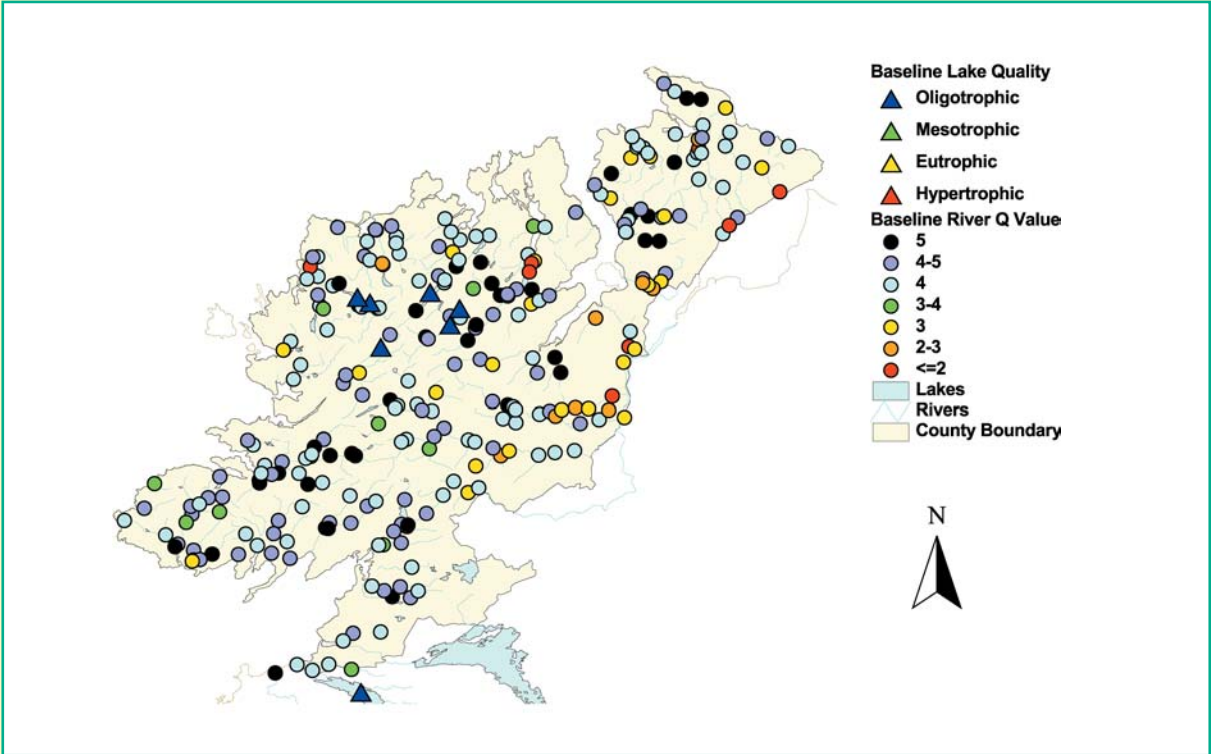 Baseline Lake Quality
Oligotrophic
Mesotrophic
Eutrophic
Hypertrophic
Baseline River Q Value
5
4-5
4
3-4
3
2-3
<=2
Lakes
Rivers
County Boundary
N